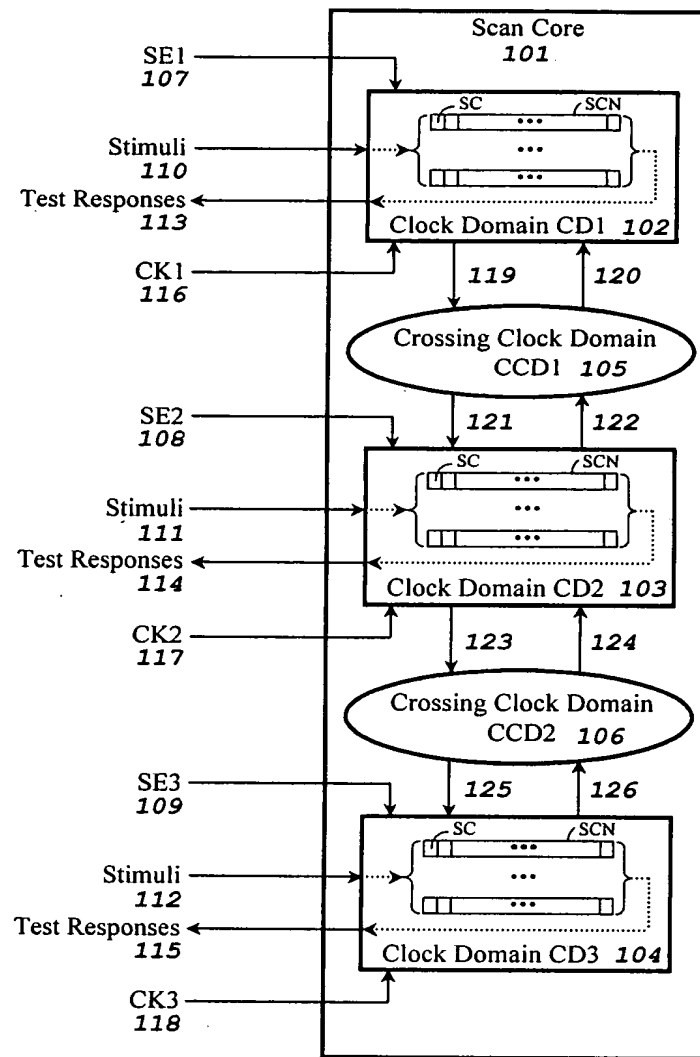 Scan Core
101
SE1
107
SC
SCN
Stimuli
110
Test Responses
113
Clock Domain CD1 102
CK1
116
119
120
Crossing Clock Domain
CCD1 105
SE2
108
121
122
SC
SCN
Stimuli
111
Test Responses
114
Clock Domain CD2 103
CK2
117
123
124
Crossing Clock Domain
CCD2 106
SE3
109
125
126
SC
SCN
Stimuli
112
Test Responses
115
Clock Domain CD3 104
CK3
118